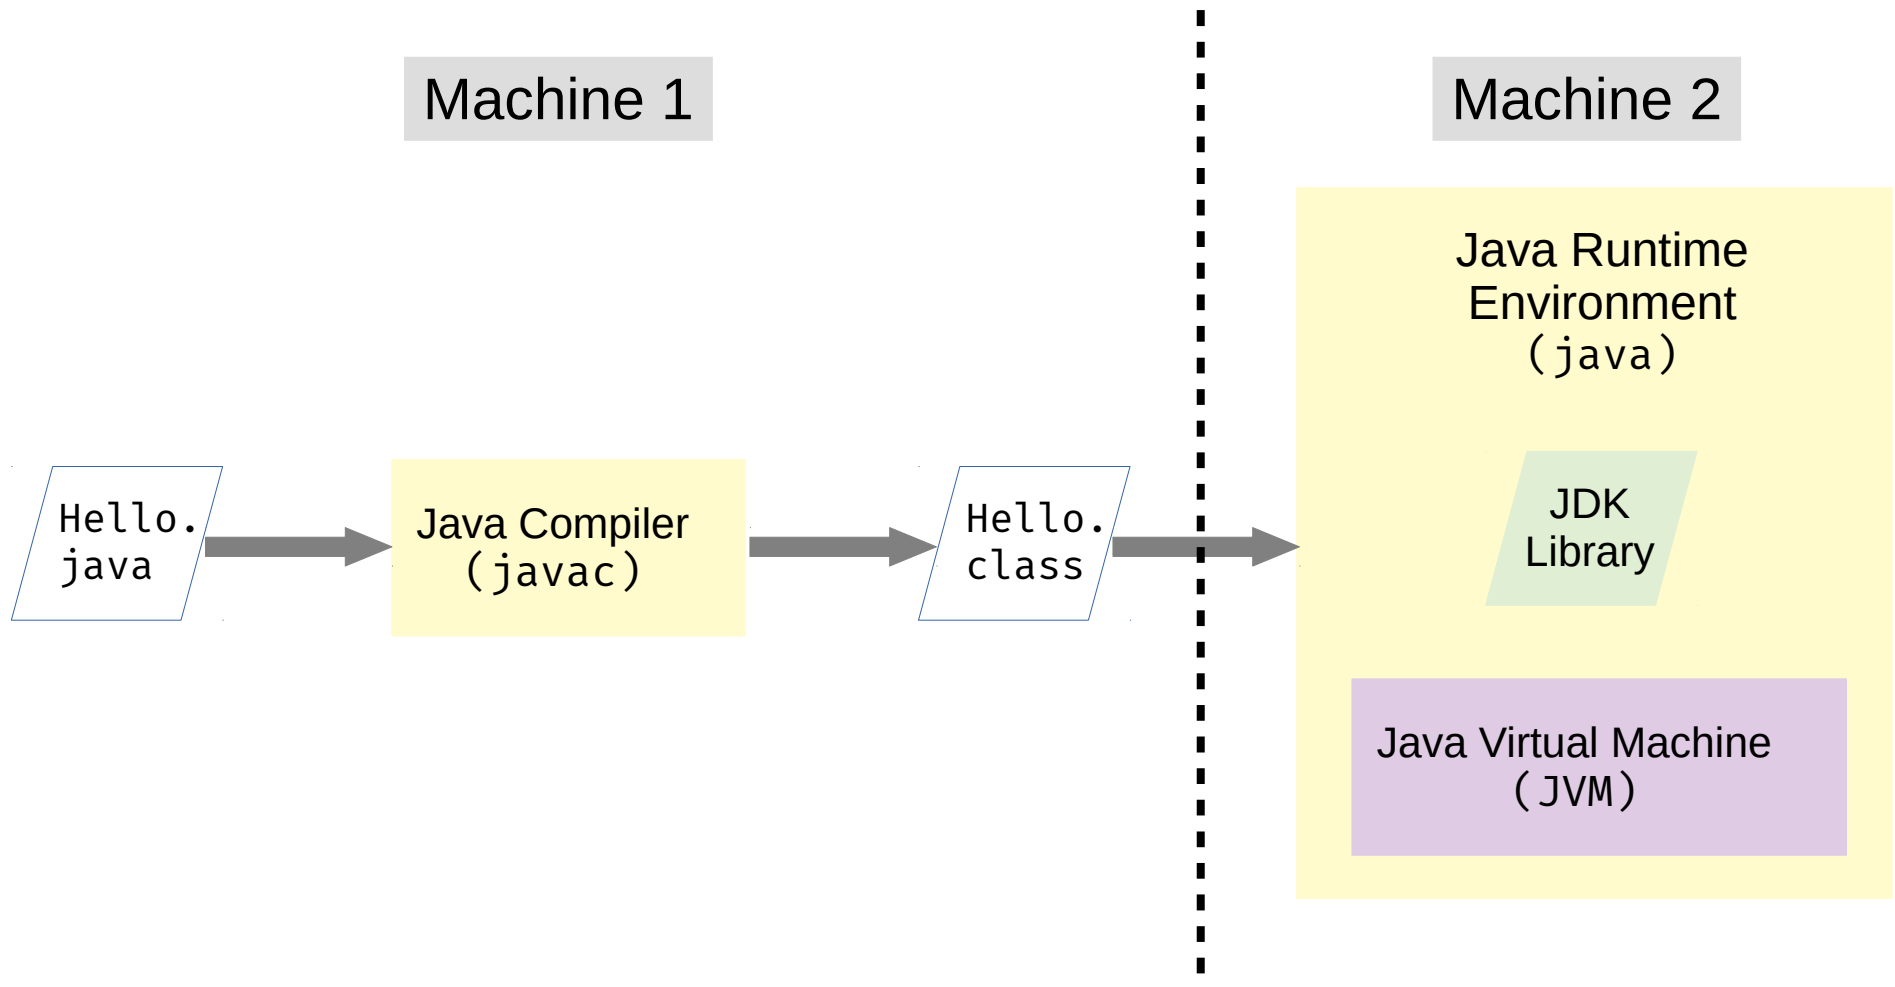 Machine 1
Machine 2
Java Runtime
Environment
(java)
Hello.
java
Java Compiler
(javac)
Hello.
class
JDK
Library
Java Virtual Machine
(JVM)